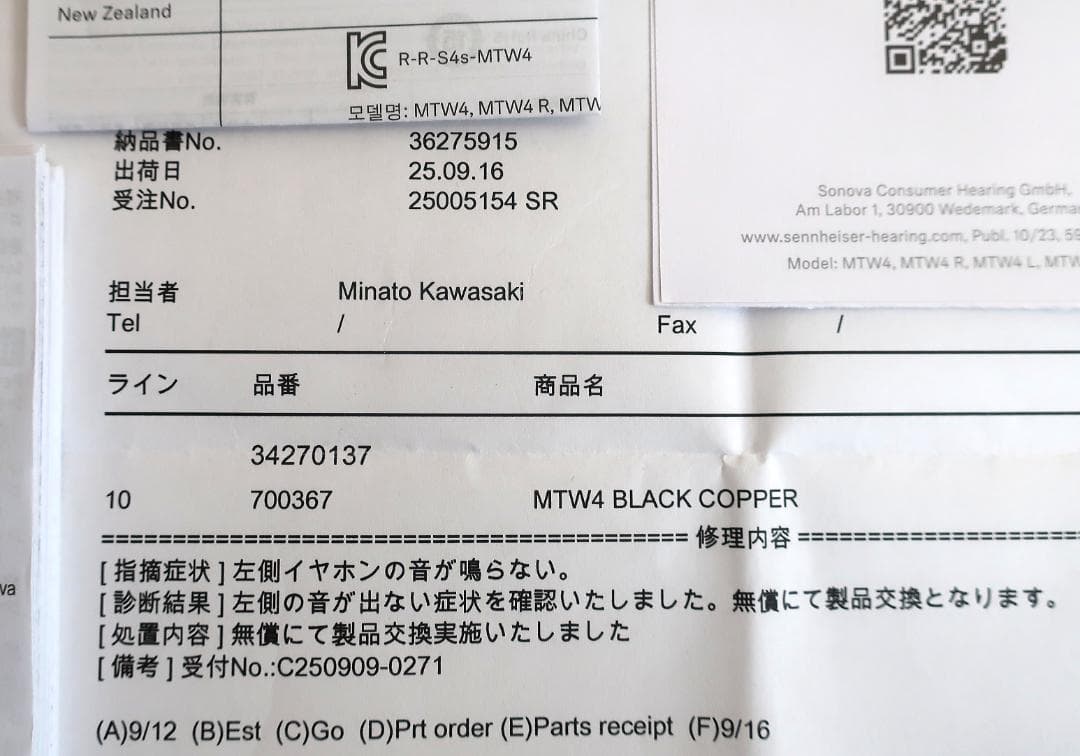 New Zealand
R-R-S4s-MTW4
모델명: MTW4, MTW4 R, MTW
Sonova Consumer Hearing GmbH,
Am Labor 1, 30900 Wedemark,
www.sennheiser-hearing.com, Publ. 10/23,
Model: MTW4, MTW4 R, MTW4 L, MTW
納品書No. 36275915
出荷日 25.09.16
受注No. 25005154 SR
担当者 Minato Kawasaki
Tel / Fax /
ライン 品番 商品名
34270137
10 700367 MTW4 BLACK COPPER
========================================= 修理内容 ========================
[ 指摘症状 ] 左側イヤホンの音が鳴らない。
[ 診断結果 ] 左側の音が出ない症状を確認いたしました。無償にて製品交換となります。
[ 処置内容 ] 無償にて製品交換実施いたしました
[ 備考 ] 受付No.:C250909-0271
(A)9/12 (B)Est (C)Go (D)Prt order (E)Parts receipt (F)9/16